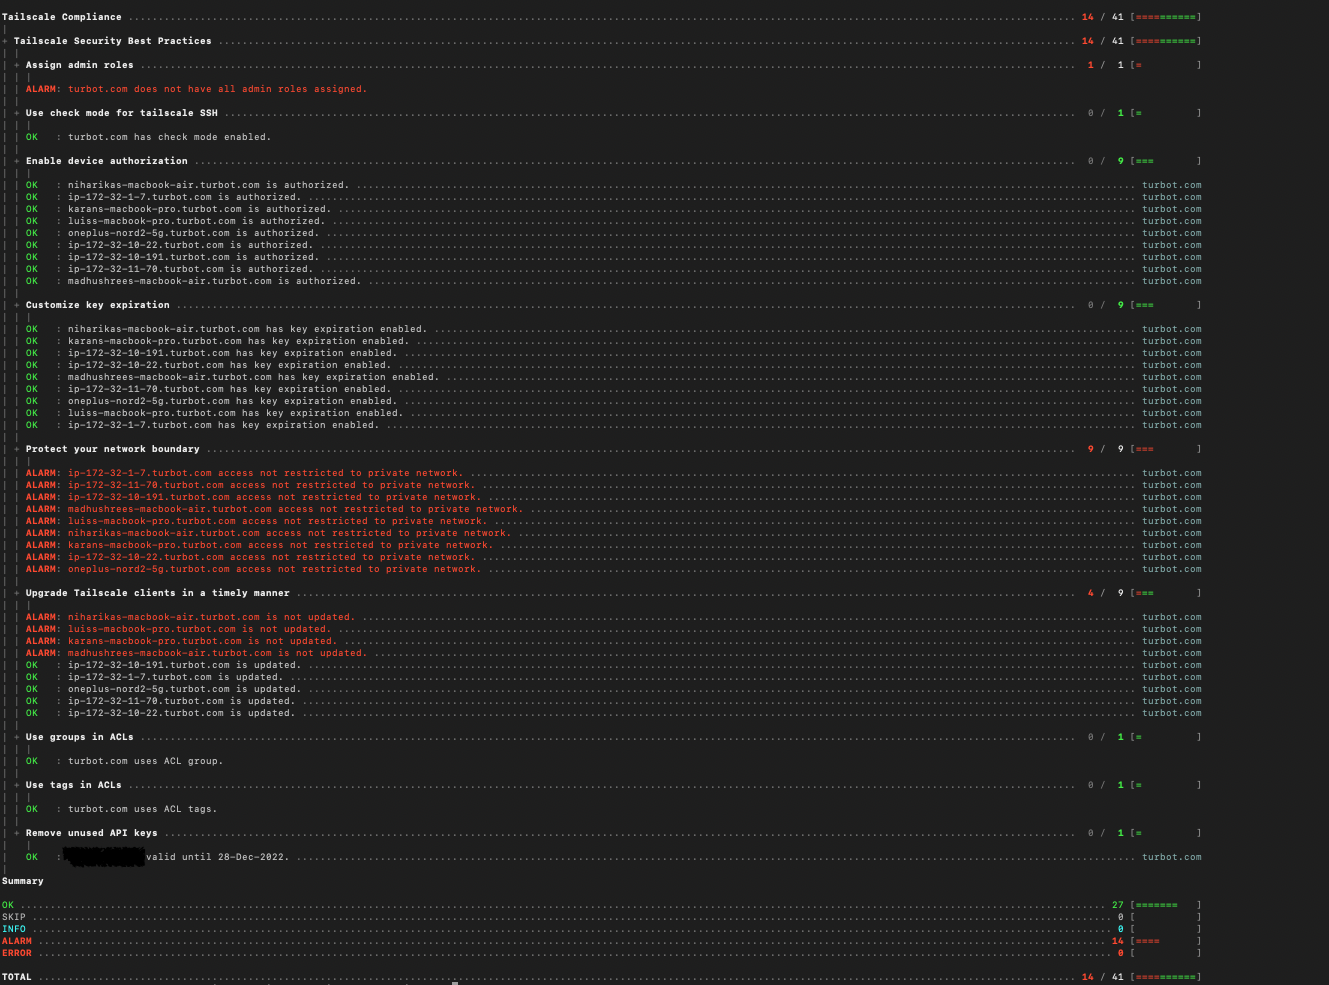 Tailscale Compliance ........ 14 / 41 [==========]
+ Tailscale Security Best Practices ........ 14 / 41 [==========]
| + Assign admin roles ........ 1 / 1 [= ]
| | ALARM: turbot.com does not have all admin roles assigned.
| + Use check mode for tailscale SSH ........ 0 / 1 [= ]
| | OK : turbot.com has check mode enabled.
| + Enable device authorization ........ 0 / 9 [=== ]
| | OK : niharikas-macbook-air.turbot.com is authorized. ........ turbot.com
| | OK : ip-172-32-1-7.turbot.com is authorized. ........ turbot.com
| | OK : karans-macbook-pro.turbot.com is authorized. ........ turbot.com
| | OK : luiss-macbook-pro.turbot.com is authorized. ........ turbot.com
| | OK : oneplus-nord2-5g.turbot.com is authorized. ........ turbot.com
| | OK : ip-172-32-10-22.turbot.com is authorized. ........ turbot.com
| | OK : ip-172-32-10-191.turbot.com is authorized. ........ turbot.com
| | OK : ip-172-32-11-70.turbot.com is authorized. ........ turbot.com
| | OK : madhushrees-macbook-air.turbot.com is authorized. ........ turbot.com
| + Customize key expiration ........ 0 / 9 [=== ]
| | OK : niharikas-macbook-air.turbot.com has key expiration enabled. ........ turbot.com
| | OK : karans-macbook-pro.turbot.com has key expiration enabled. ........ turbot.com
| | OK : ip-172-32-10-191.turbot.com has key expiration enabled. ........ turbot.com
| | OK : ip-172-32-10-22.turbot.com has key expiration enabled. ........ turbot.com
| | OK : madhushrees-macbook-air.turbot.com has key expiration enabled. ........ turbot.com
| | OK : ip-172-32-11-70.turbot.com has key expiration enabled. ........ turbot.com
| | OK : oneplus-nord2-5g.turbot.com has key expiration enabled. ........ turbot.com
| | OK : luiss-macbook-pro.turbot.com has key expiration enabled. ........ turbot.com
| | OK : ip-172-32-1-7.turbot.com has key expiration enabled. ........ turbot.com
| + Protect your network boundary ........ 9 / 9 [=== ]
| | ALARM: ip-172-32-1-7.turbot.com access not restricted to private network. ........ turbot.com
| | ALARM: ip-172-32-11-70.turbot.com access not restricted to private network. ........ turbot.com
| | ALARM: ip-172-32-10-191.turbot.com access not restricted to private network. ........ turbot.com
| | ALARM: madhushrees-macbook-air.turbot.com access not restricted to private network. ........ turbot.com
| | ALARM: luiss-macbook-pro.turbot.com access not restricted to private network. ........ turbot.com
| | ALARM: niharikas-macbook-air.turbot.com access not restricted to private network. ........ turbot.com
| | ALARM: karans-macbook-pro.turbot.com access not restricted to private network. ........ turbot.com
| | ALARM: ip-172-32-10-22.turbot.com access not restricted to private network. ........ turbot.com
| | ALARM: oneplus-nord2-5g.turbot.com access not restricted to private network. ........ turbot.com
| + Upgrade Tailscale clients in a timely manner ........ 4 / 9 [=== ]
| | ALARM: niharikas-macbook-air.turbot.com is not updated. ........ turbot.com
| | ALARM: luiss-macbook-pro.turbot.com is not updated. ........ turbot.com
| | ALARM: karans-macbook-pro.turbot.com is not updated. ........ turbot.com
| | ALARM: madhushrees-macbook-air.turbot.com is not updated. ........ turbot.com
| | OK : ip-172-32-10-191.turbot.com is updated. ........ turbot.com
| | OK : ip-172-32-1-7.turbot.com is updated. ........ turbot.com
| | OK : oneplus-nord2-5g.turbot.com is updated. ........ turbot.com
| | OK : ip-172-32-11-70.turbot.com is updated. ........ turbot.com
| | OK : ip-172-32-10-22.turbot.com is updated. ........ turbot.com
| + Use groups in ACLs ........ 0 / 1 [= ]
| | OK : turbot.com uses ACL group.
| + Use tags in ACLs ........ 0 / 1 [= ]
| | OK : turbot.com uses ACL tags.
| + Remove unused API keys ........ 0 / 1 [= ]
| OK : valid until 28-Dec-2022. ........ turbot.com
Summary
OK ........ 27 [======= ]
SKIP ........ 0 [ ]
INFO ........ 0 [ ]
ALARM ........ 14 [==== ]
ERROR ........ 0 [ ]
TOTAL ........ 14 / 41 [==========]